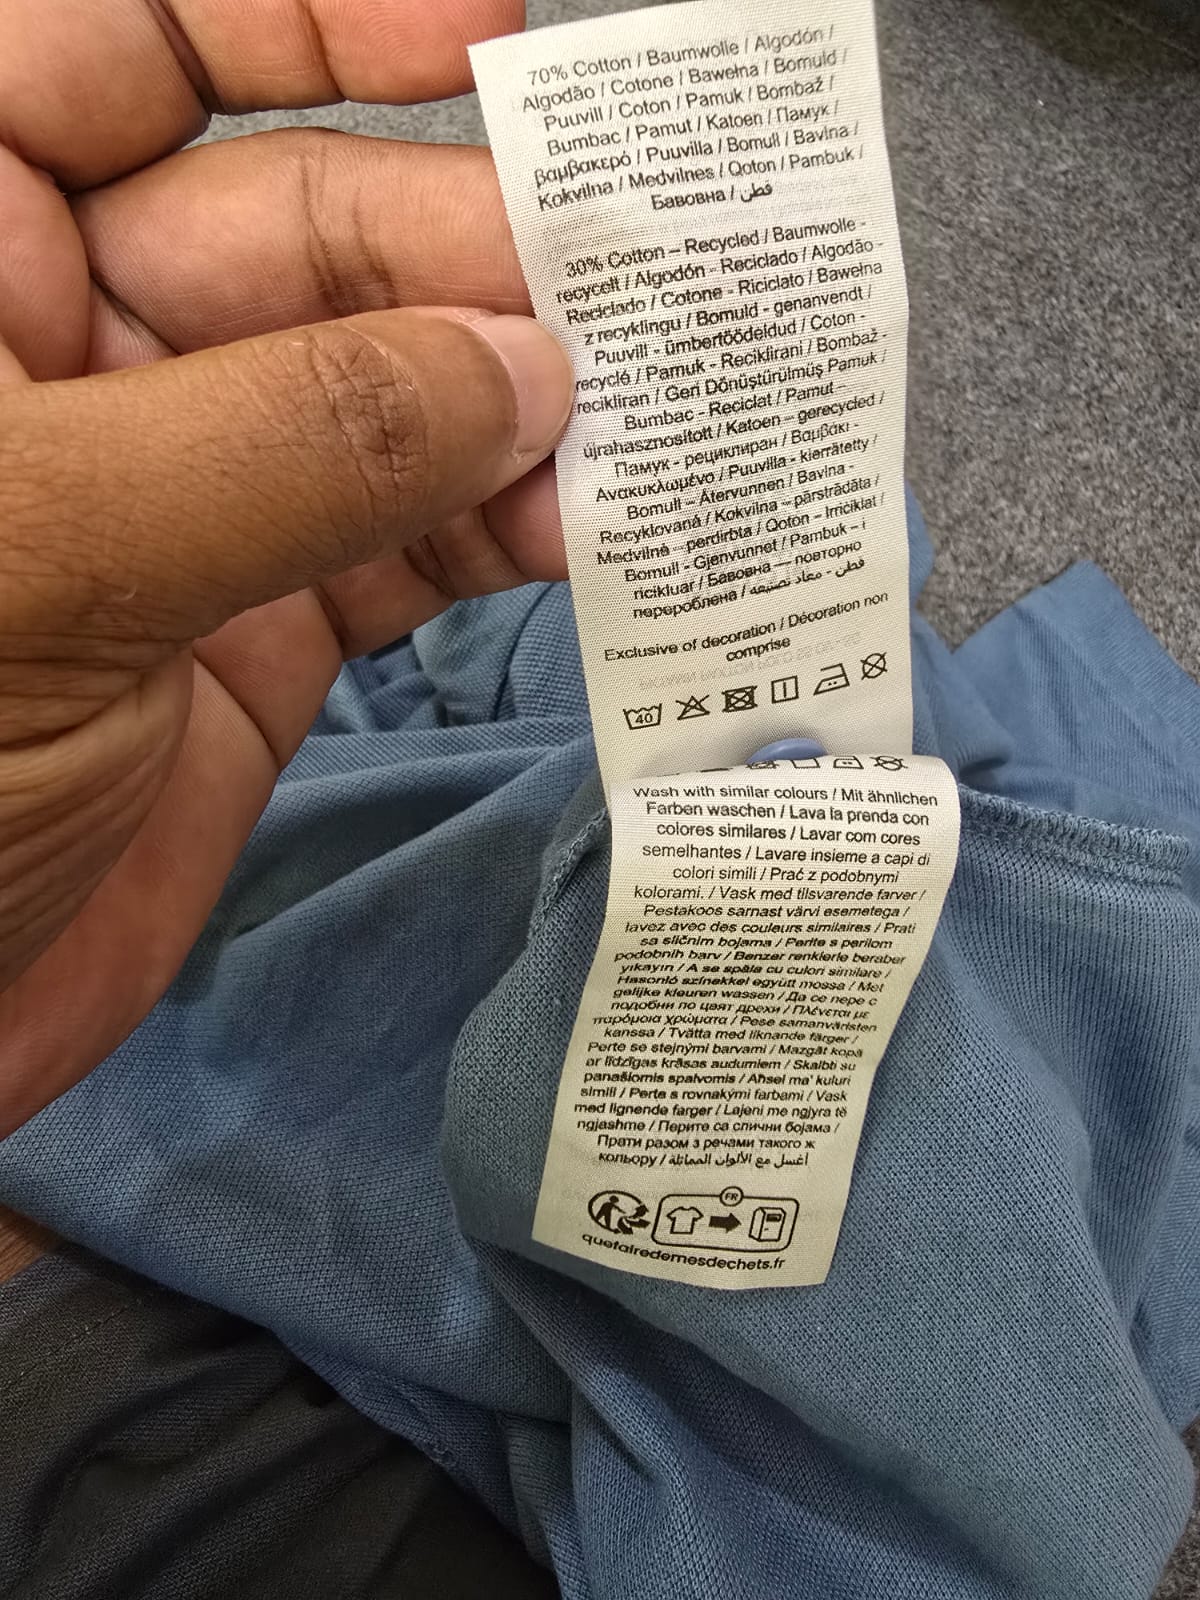 70% Cotton / Baumwolle / Algodón /
Algodão / Cotone / Bawełna / Bomuld /
Puuvill / Coton / Pamuk / Bombaž /
Bumbac / Pamut / Katoen / Памук /
βαμβακερό / Puuvilla / Bomull / Bavlna /
Kokvilna / Medvilnes / Qoton / Pambuk /
Бавовна / قطن
30% Cotton – Recycled / Baumwolle -
recycelt / Algodón - Reciclado / Algodão -
Reciclado / Cotone - Riciclato / Bawełna
z recyklingu / Bomuld - genanvendt /
Puuvill - ümbertöödeldud / Coton -
recyclé / Pamuk - Reciklirani / Bombaž -
recikliran / Geri Dönüştürülmüş Pamuk /
Bumbac - Reciclat / Pamut –
újrahasznosított / Katoen – gerecycled /
Памук - рециклиран / Βαμβάκι -
Ανακυκλωμένο / Puuvilla - kierrätetty /
Bomull – Återvunnen / Bavlna -
Recyklovaná / Kokvilna – pārstrādāta /
Medvilnė – perdirbta / Qoton – Irriċiklat /
Bomull - Gjenvunnet / Pambuk – i
ricikluar / Бавовна — повторно
перероблена / قطن - معاد تصنيعه
Exclusive of decoration / Décoration non
comprise
40
Wash with similar colours / Mit ähnlichen
Farben waschen / Lava la prenda con
colores similares / Lavar com cores
semelhantes / Lavare insieme a capi di
colori simili / Prać z podobnymi
kolorami. / Vask med tilsvarende farver /
Pestakoos sarnast värvi esemetega /
lavez avec des couleurs similaires / Prati
sa sličnim bojama / Perite s perilom
podobnih barv / Benzer renklerle beraber
yıkayın / A se spăla cu culori similare /
Hasonló színekkel együtt mossa / Met
gelijke kleuren wassen / Да се пере с
подобни по цвят дрехи / Πλένεται με
παρόμοια χρώματα / Pese samanväristen
kanssa / Tvätta med liknande färger /
Perte se stejnými barvami / Mazgāt kopā
ar līdzīgas krāsas audumiem / Skalbti su
panašiomis spalvomis / Aħsel ma' kuluri
simili / Perte s rovnakými farbami / Vask
med lignende farger / Lajeni me ngjyra të
ngjashme / Перите са сличним бојама /
Прати разом з речами такого ж
кольору / أغسل مع الألوان المماثلة
FR
quefairedemesdechets.fr